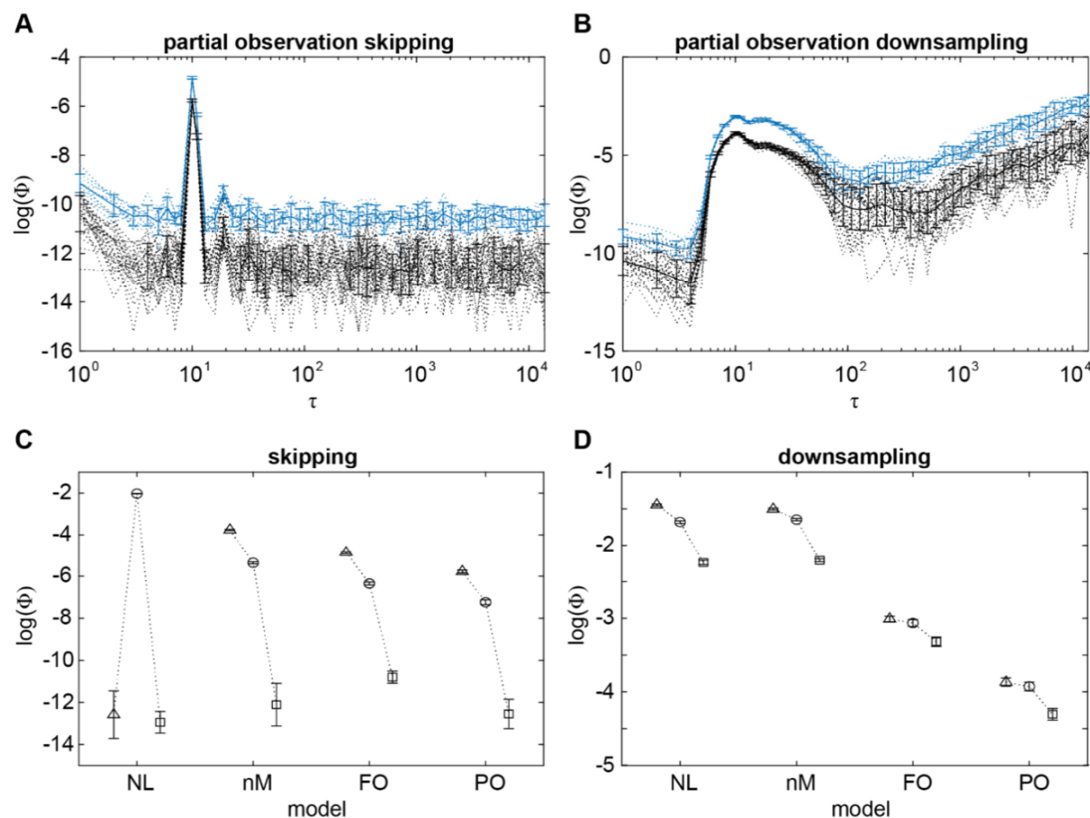 A
partial observation skipping
-4
-6
-8
-10
-12
-14
-16
log(Φ)
10^0
10^1
10^2
10^3
10^4
τ
B
partial observation downsampling
0
-5
-10
-15
log(Φ)
10^0
10^1
10^2
10^3
10^4
τ
C
skipping
-2
-4
-6
-8
-10
-12
-14
log(Φ)
NL nM FO PO
model
D
downsampling
-1
-2
-3
-4
-5
log(Φ)
NL nM FO PO
model